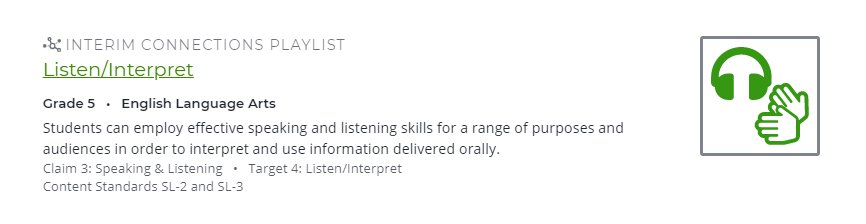 INTERIM CONNECTIONS PLAYLIST
Listen/Interpret
Grade 5 • English Language Arts
Students can employ effective speaking and listening skills for a range of purposes and
audiences in order to interpret and use information delivered orally.
Claim 3: Speaking & Listening • Target 4: Listen/Interpret
Content Standards SL-2 and SL-3